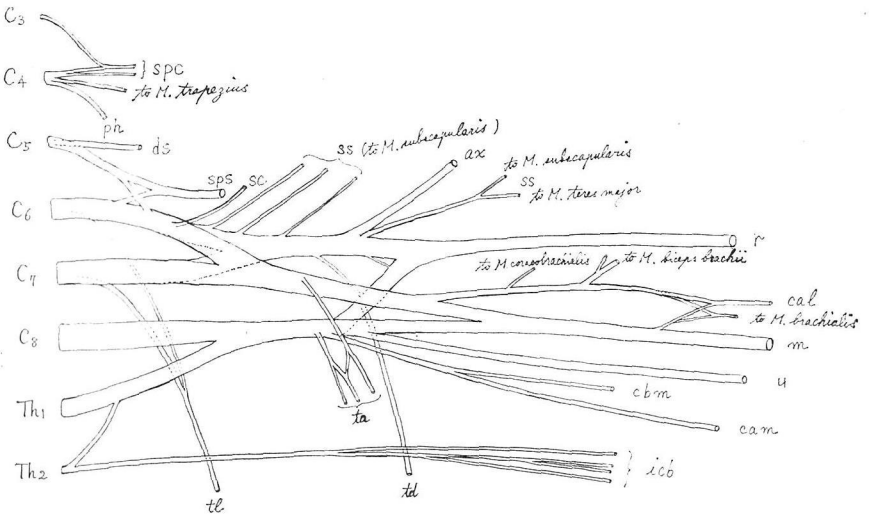 C3
C4
} spc
to M. trapezius
ph
C5
ds
ss (to M. subscapularis)
ax
to M. subscapularis
ss
to M. teres major
sps
sc
C6
r
C7
to M. coracobrachialis
to M. biceps brachii
cal
to M. brachialis
C8
m
u
cbm
Th1
ta
cam
Th2
} icb
tl
td